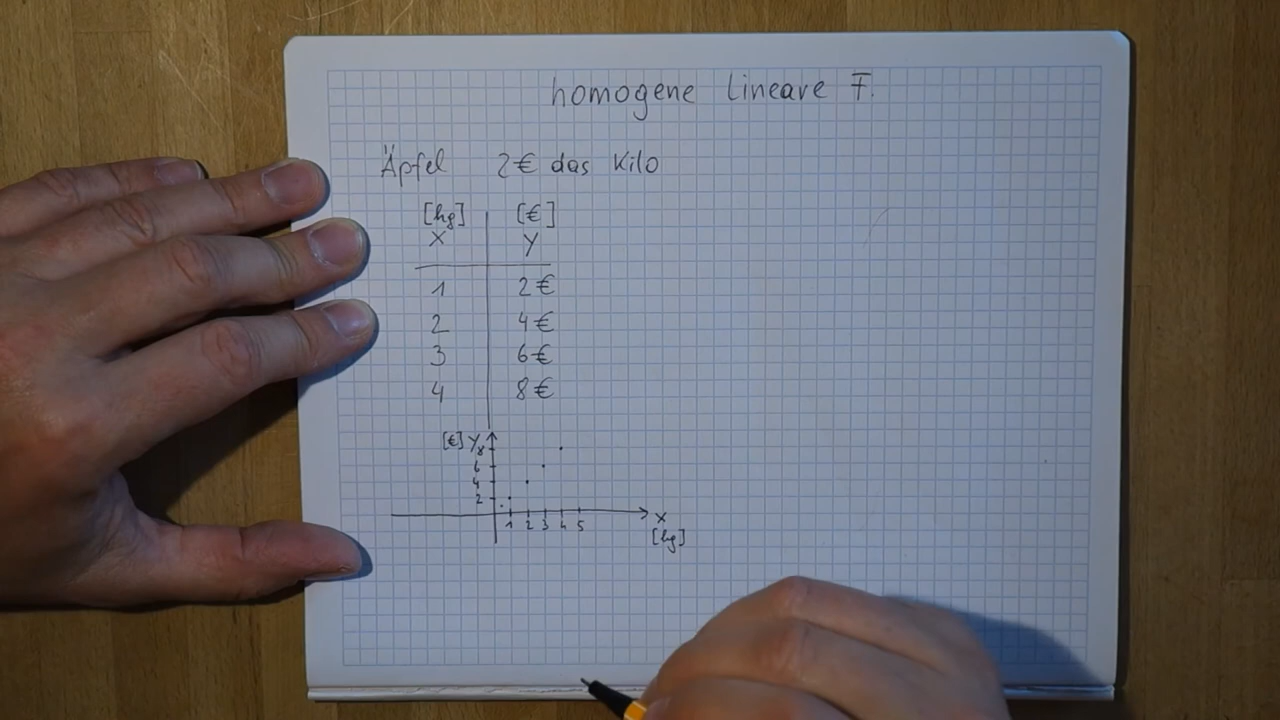 homogene lineare F.
Äpfel 2€ das Kilo
[kg] [€]
X Y
1 2€
2 4€
3 6€
4 8€
[€] Y
8
6
4
2
1 2 3 4 5 X
[kg]